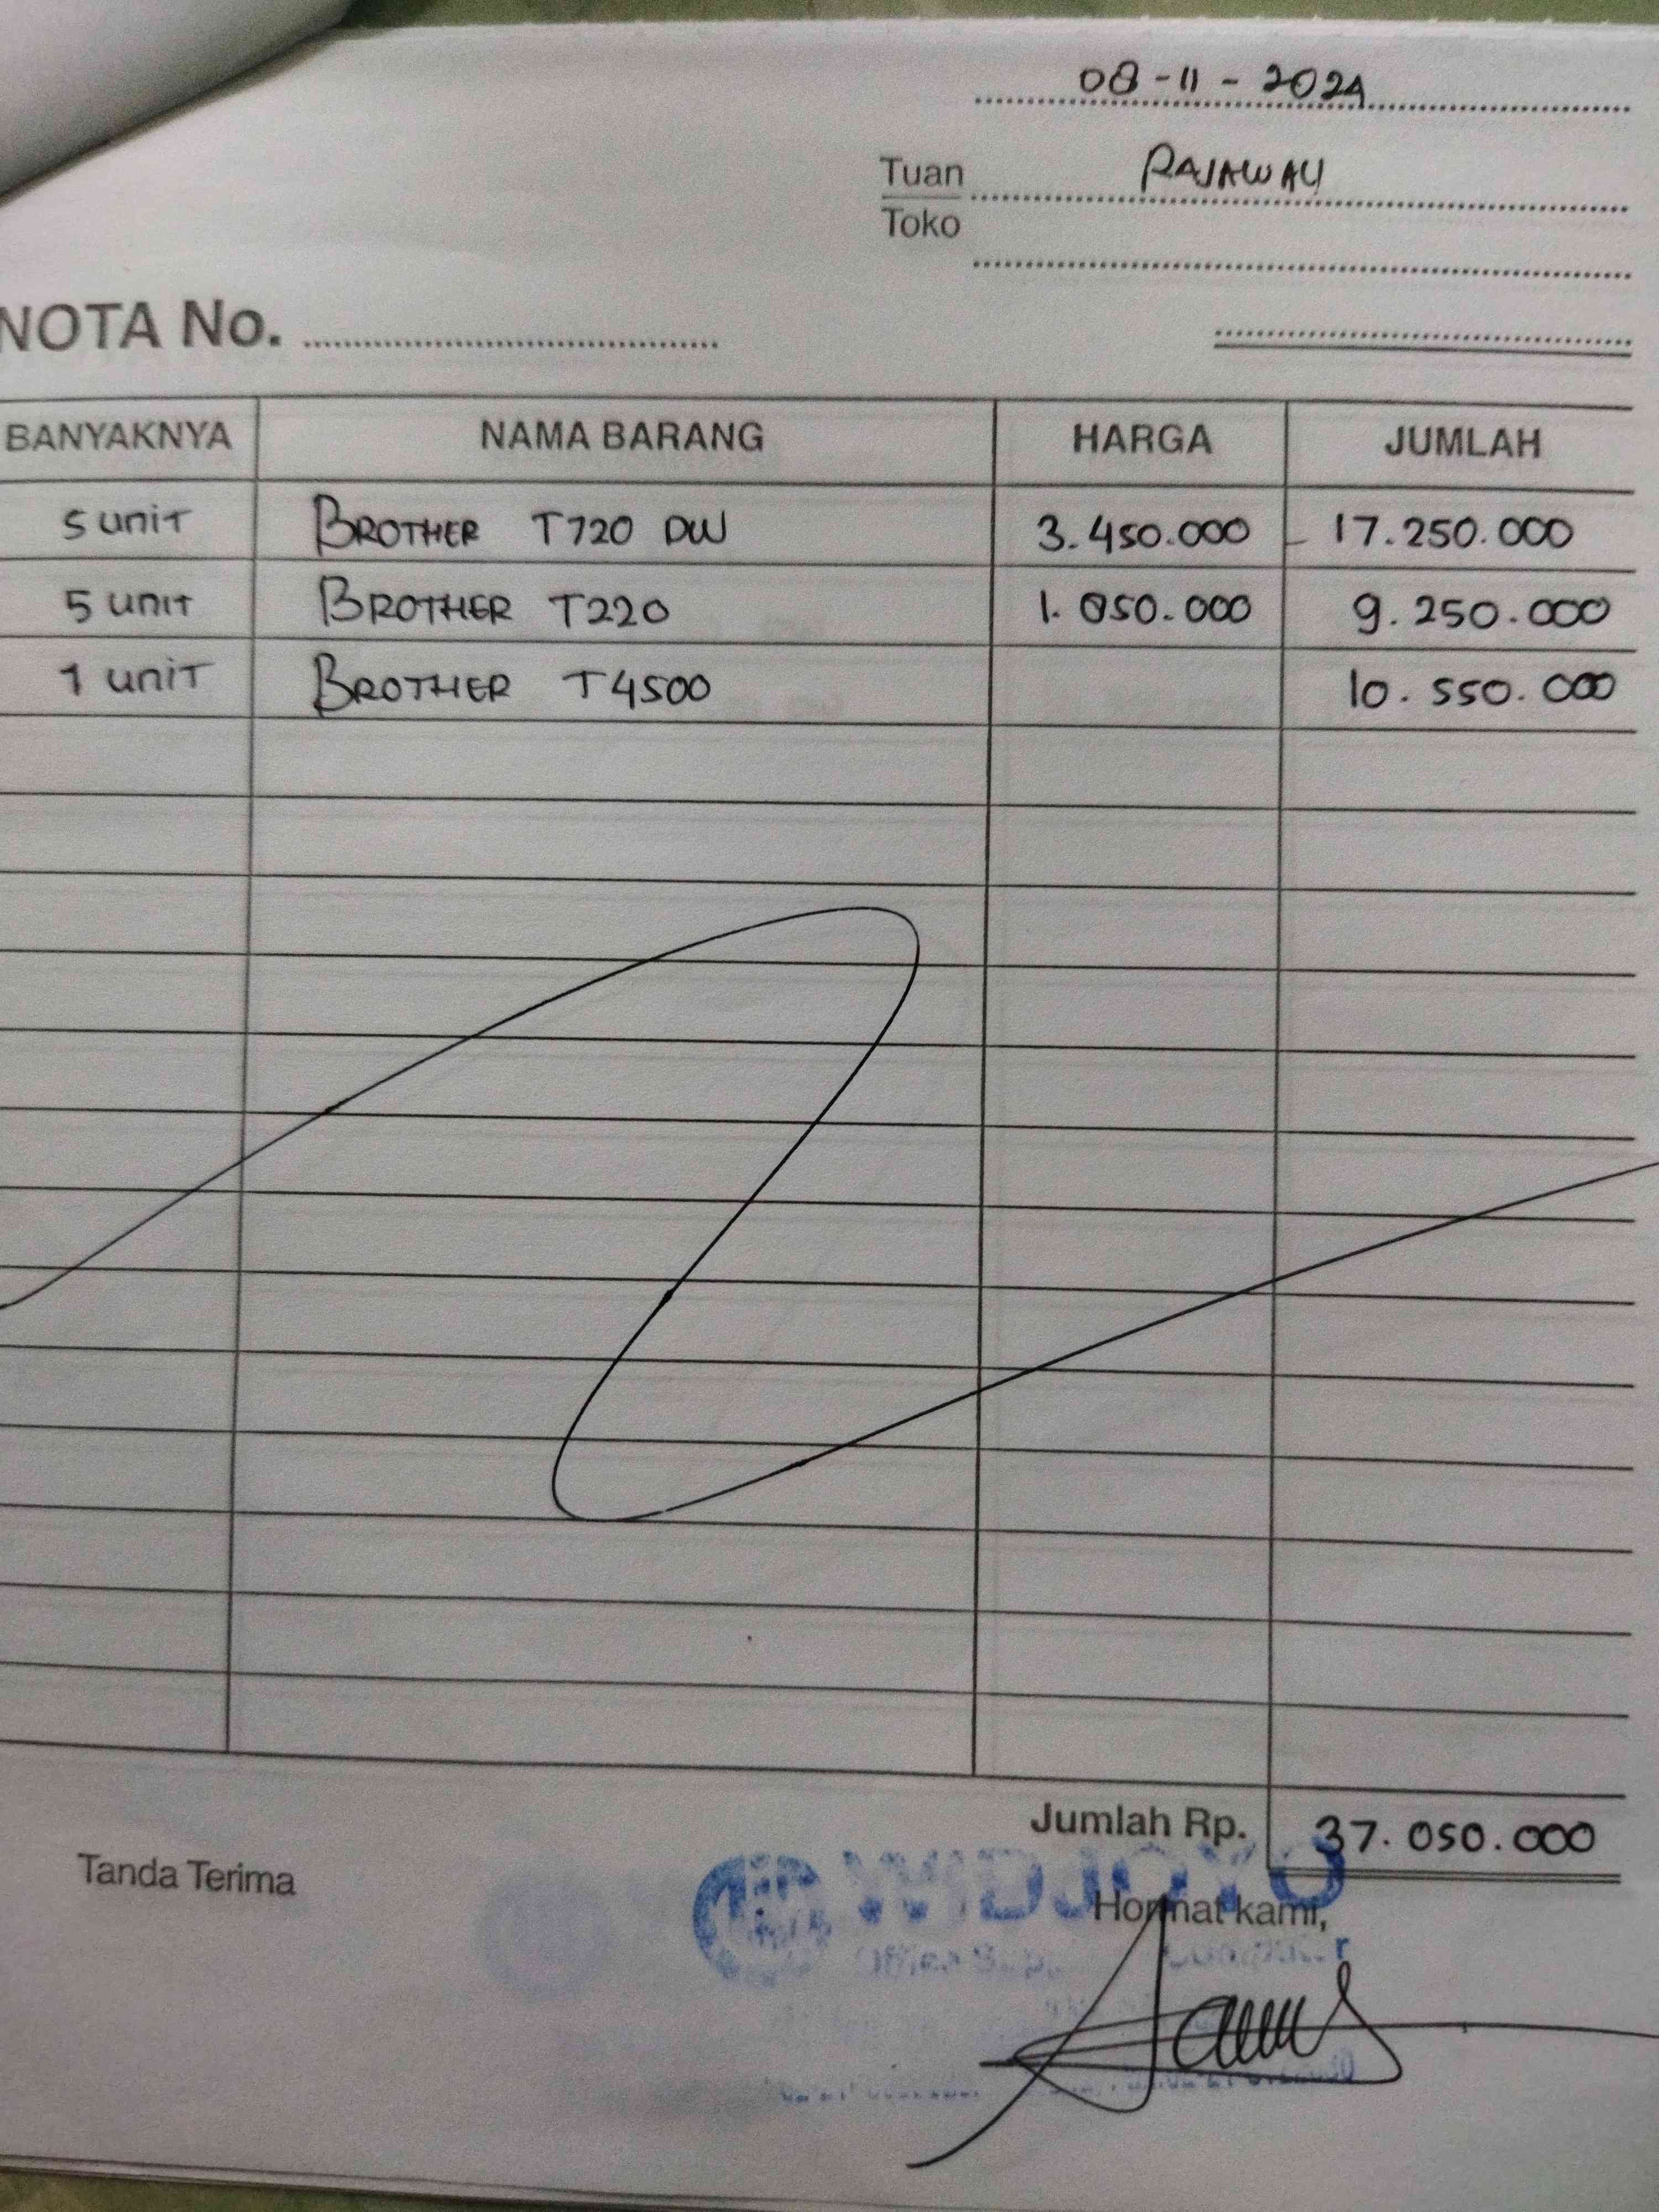 08-11-2024
Tuan RAJAWALI
Toko
NOTA No.
BANYAKNYA NAMA BARANG HARGA JUMLAH
5 unit BROTHER T720 DW 3.450.000 17.250.000
5 unit BROTHER T220 1.850.000 9.250.000
1 unit BROTHER T4500 10.550.000
Jumlah Rp. 37.050.000
Tanda Terima
WIDJOYO
Hormat kami,